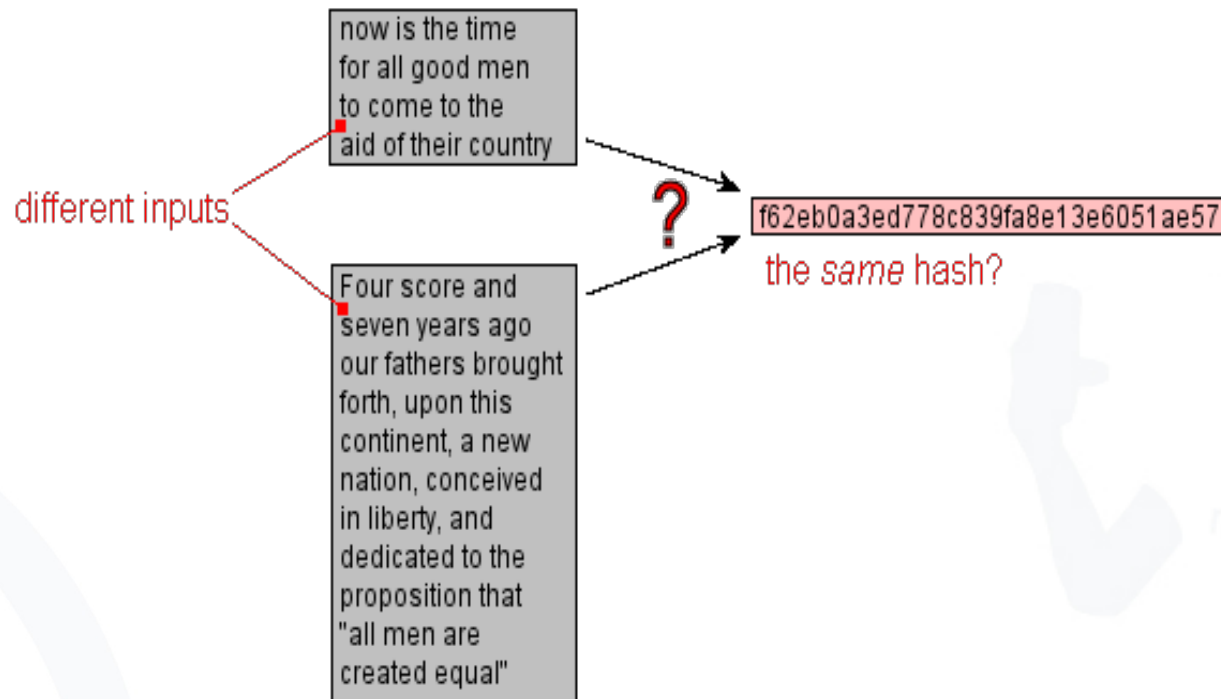 now is the time
for all good men
to come to the
aid of their country
different inputs
?
f62eb0a3ed778c839fa8e13e6051ae57
the same hash?
Four score and
seven years ago
our fathers brought
forth, upon this
continent, a new
nation, conceived
in liberty, and
dedicated to the
proposition that
"all men are
created equal"